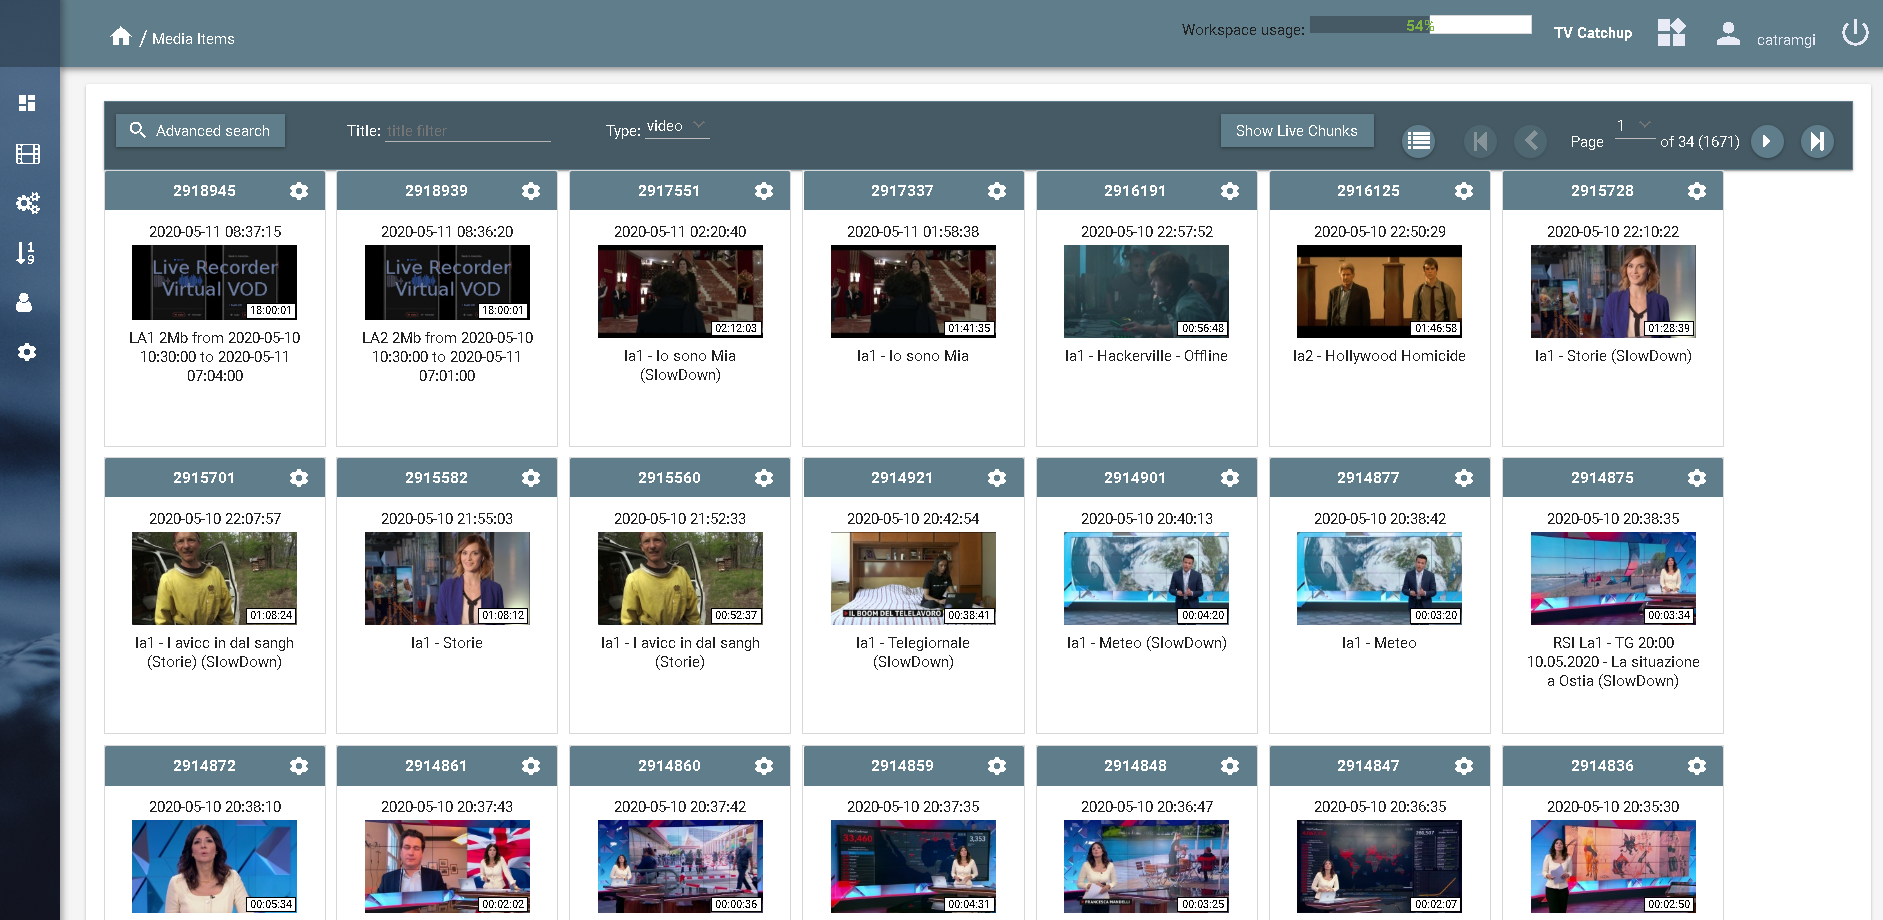 / Media Items
Workspace usage: 54%
TV Catchup
catramgi
Advanced search
Title: title filter
Type: video
Show Live Chunks
Page 1 of 34 (1671)
2918945
2918939
2917551
2917337
2916191
2916125
2915728
2020-05-11 08:37:15
2020-05-11 08:36:20
2020-05-11 02:20:40
2020-05-11 01:58:38
2020-05-10 22:57:52
2020-05-10 22:50:29
2020-05-10 22:10:22
Live Recorder
Virtual VOD
18:00:01
Live Recorder
Virtual VOD
18:00:01
02:12:03
01:41:35
00:56:48
01:46:58
01:28:39
LA1 2Mb from 2020-05-10
10:30:00 to 2020-05-11
07:04:00
LA2 2Mb from 2020-05-10
10:30:00 to 2020-05-11
07:01:00
la1 - Io sono Mia
(SlowDown)
la1 - Io sono Mia
la1 - Hackerville - Offline
la2 - Hollywood Homicide
la1 - Storie (SlowDown)
2915701
2915582
2915560
2914921
2914901
2914877
2914875
2020-05-10 22:07:57
2020-05-10 21:55:03
2020-05-10 21:52:33
2020-05-10 20:42:54
2020-05-10 20:40:13
2020-05-10 20:38:42
2020-05-10 20:38:35
01:08:24
01:08:12
00:52:37
IL BOOM DEL TELELAVORO
00:38:41
00:04:20
00:03:20
00:03:34
la1 - I avicc in dal sangh
(Storie) (SlowDown)
la1 - Storie
la1 - I avicc in dal sangh
(Storie)
la1 - Telegiornale
(SlowDown)
la1 - Meteo (SlowDown)
la1 - Meteo
RSI La1 - TG 20:00
10.05.2020 - La situazione
a Ostia (SlowDown)
2914872
2914861
2914860
2914859
2914848
2914847
2914836
2020-05-10 20:38:10
2020-05-10 20:37:43
2020-05-10 20:37:42
2020-05-10 20:37:35
2020-05-10 20:36:47
2020-05-10 20:36:35
2020-05-10 20:35:30
00:05:34
00:02:02
00:00:36
33,460
3,353
00:04:31
FRANCESCA MANDELLI
00:03:25
00:02:07
00:02:50